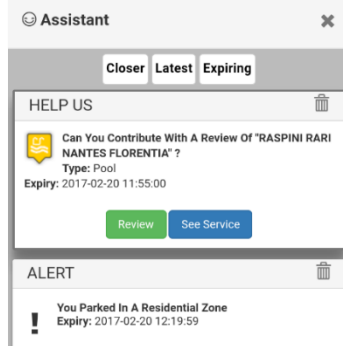 Assistant
Closer Latest Expiring
HELP US
Can You Contribute With A Review Of "RASPINI RARI
NANTES FLORENTIA" ?
Type: Pool
Expiry: 2017-02-20 11:55:00
Review See Service
ALERT
You Parked In A Residential Zone
Expiry: 2017-02-20 12:19:59